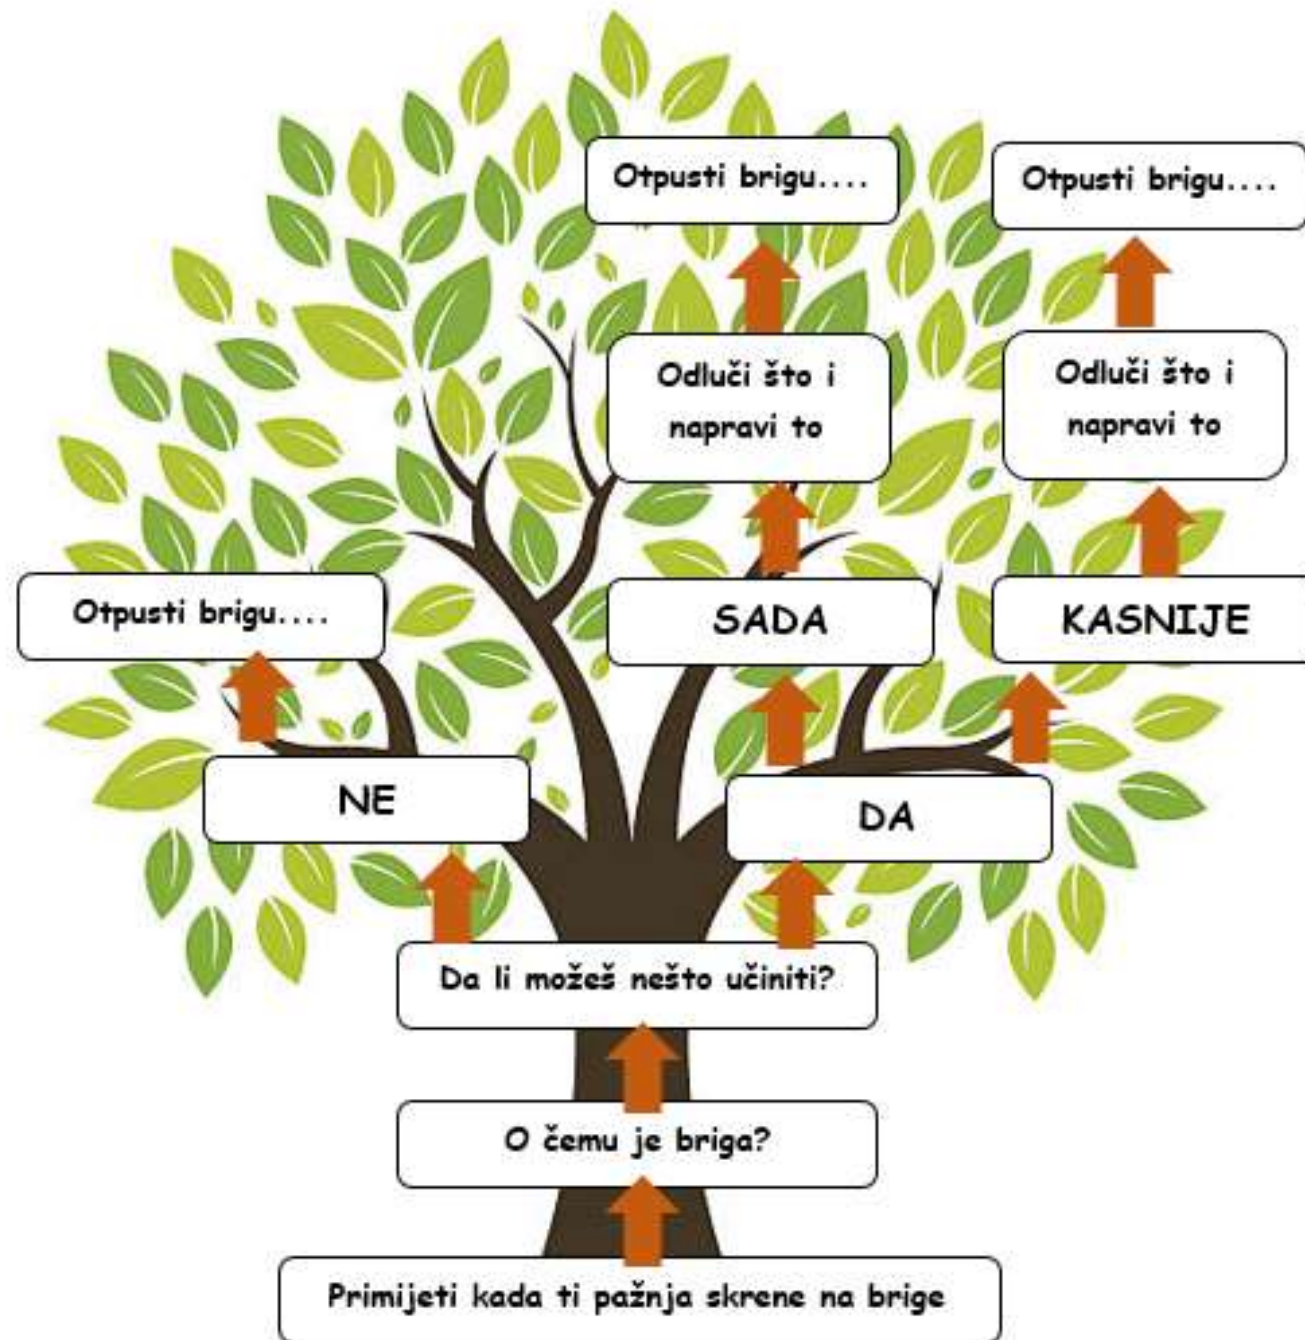 Otpusti brigu....
Otpusti brigu....
Odluči što i
napravi to
Odluči što i
napravi to
Otpusti brigu....
SADA
KASNIJE
NE
DA
Da li možeš nešto učiniti?
O čemu je briga?
Primijeti kada ti pažnja skrene na brige